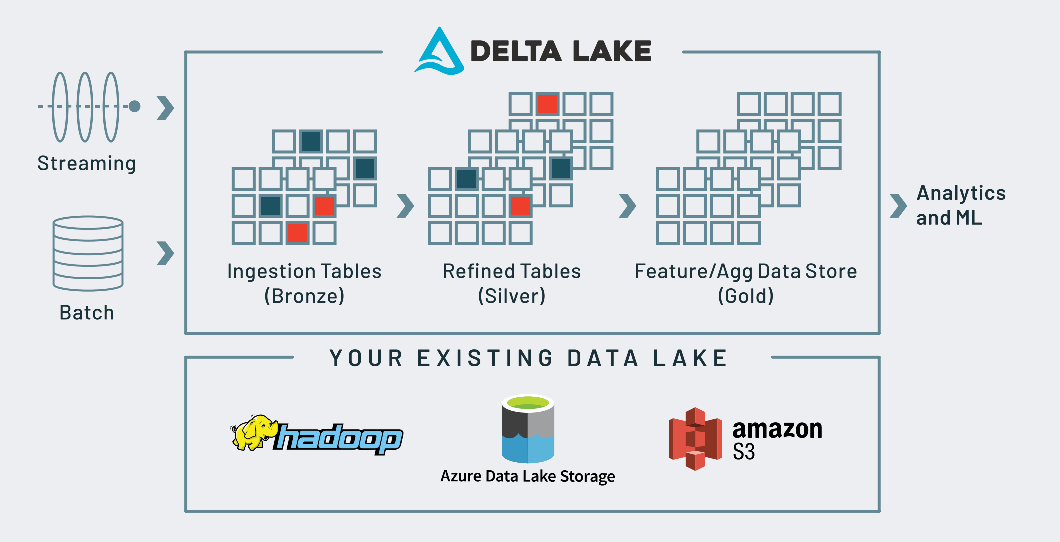 DELTA LAKE
Streaming
Batch
Ingestion Tables
(Bronze)
Refined Tables
(Silver)
Feature/Agg Data Store
(Gold)
Analytics
and ML
YOUR EXISTING DATA LAKE
hadoop
Azure Data Lake Storage
amazon
S3